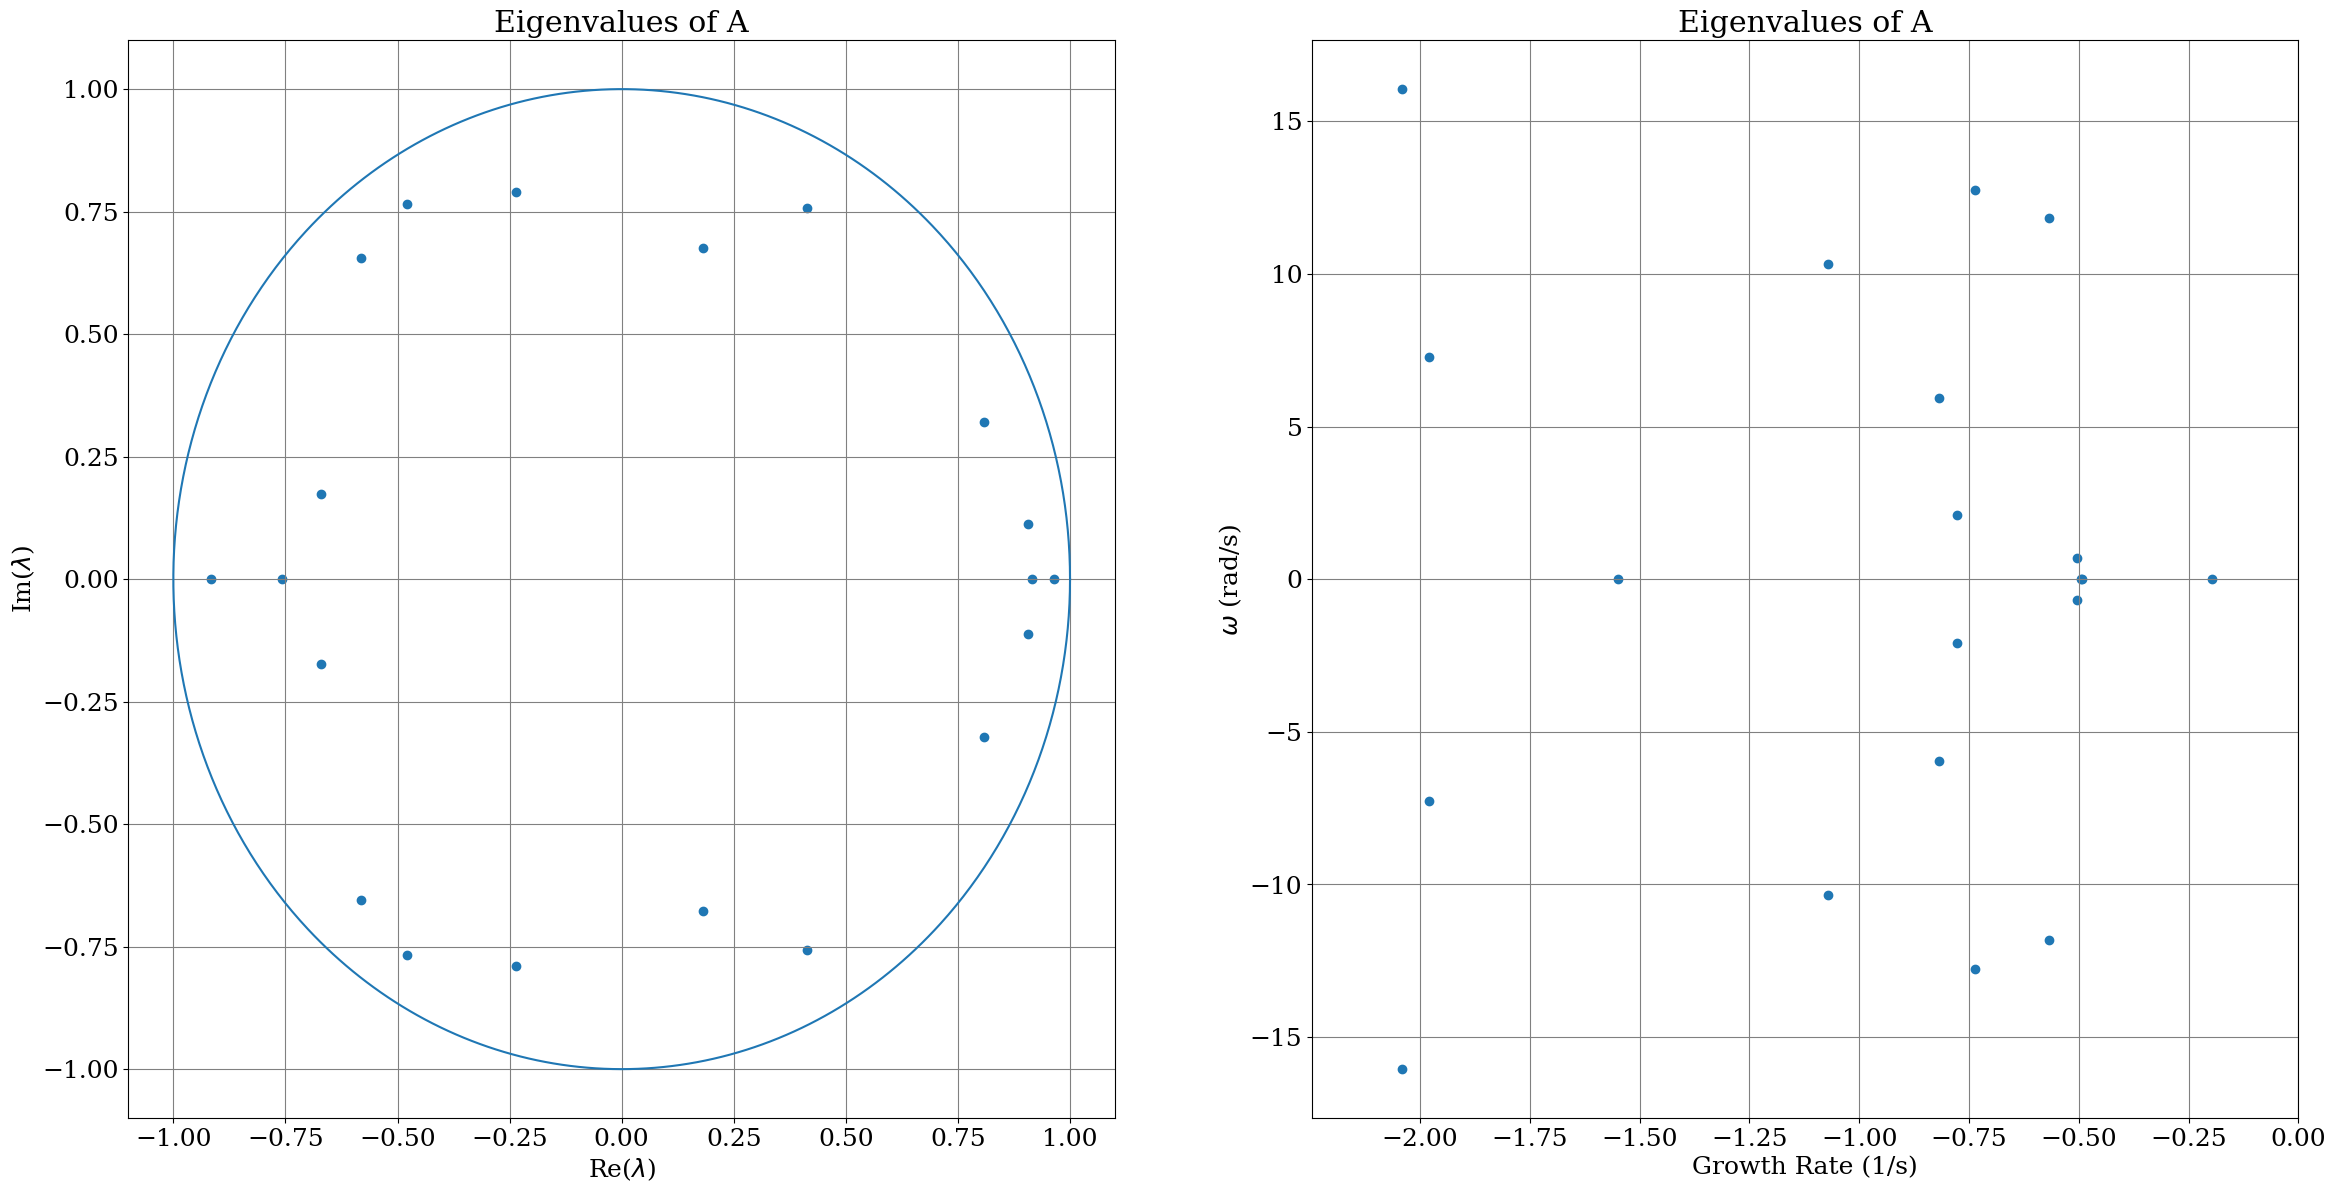 Eigenvalues of A
1.00
0.75
0.50
0.25
0.00
−0.25
−0.50
−0.75
−1.00
Im(λ)
−1.00 −0.75 −0.50 −0.25 0.00 0.25 0.50 0.75 1.00
Re(λ)
Eigenvalues of A
15
10
5
0
−5
−10
−15
ω (rad/s)
−2.00 −1.75 −1.50 −1.25 −1.00 −0.75 −0.50 −0.25 0.00
Growth Rate (1/s)